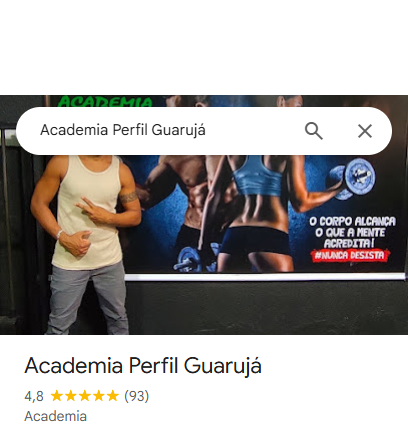 ACADEMIA
Academia Perfil Guarujá
O CORPO ALCANÇA
O QUE A MENTE
ACREDITA!
#NUNCA DESISTA
Academia Perfil Guarujá
4,8 (93)
Academia